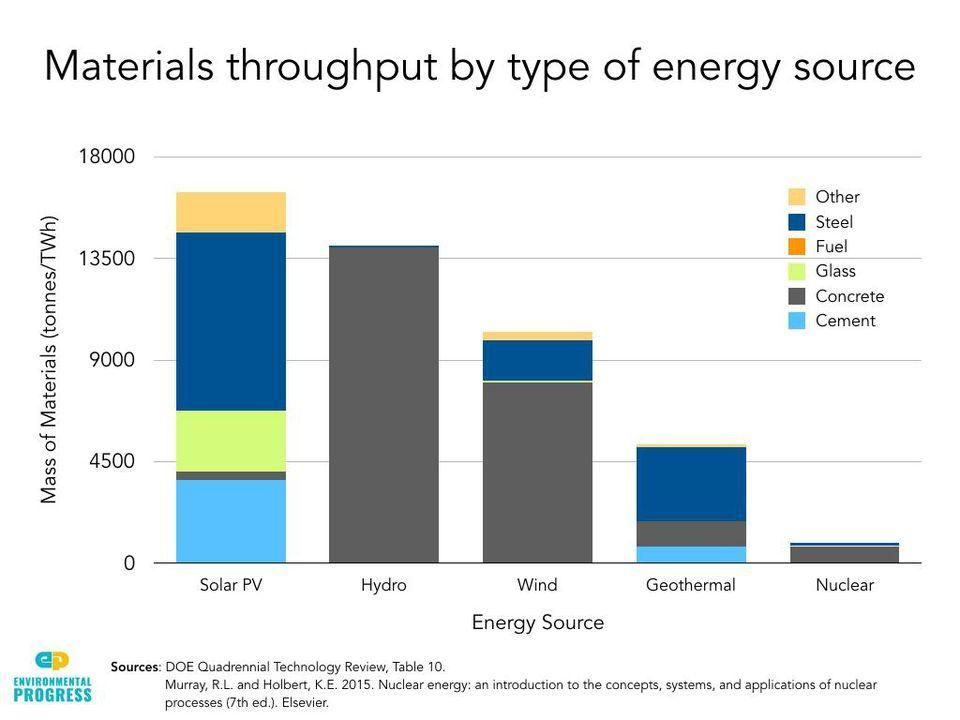 Materials throughput by type of energy source
18000
13500
9000
4500
0
Mass of Materials (tonnes/TWh)
Other
Steel
Fuel
Glass
Concrete
Cement
Solar PV
Hydro
Wind
Geothermal
Nuclear
Energy Source
ep
ENVIRONMENTAL
PROGRESS
Sources: DOE Quadrennial Technology Review, Table 10.
Murray, R.L. and Holbert, K.E. 2015. Nuclear energy: an introduction to the concepts, systems, and applications of nuclear
processes (7th ed.). Elsevier.